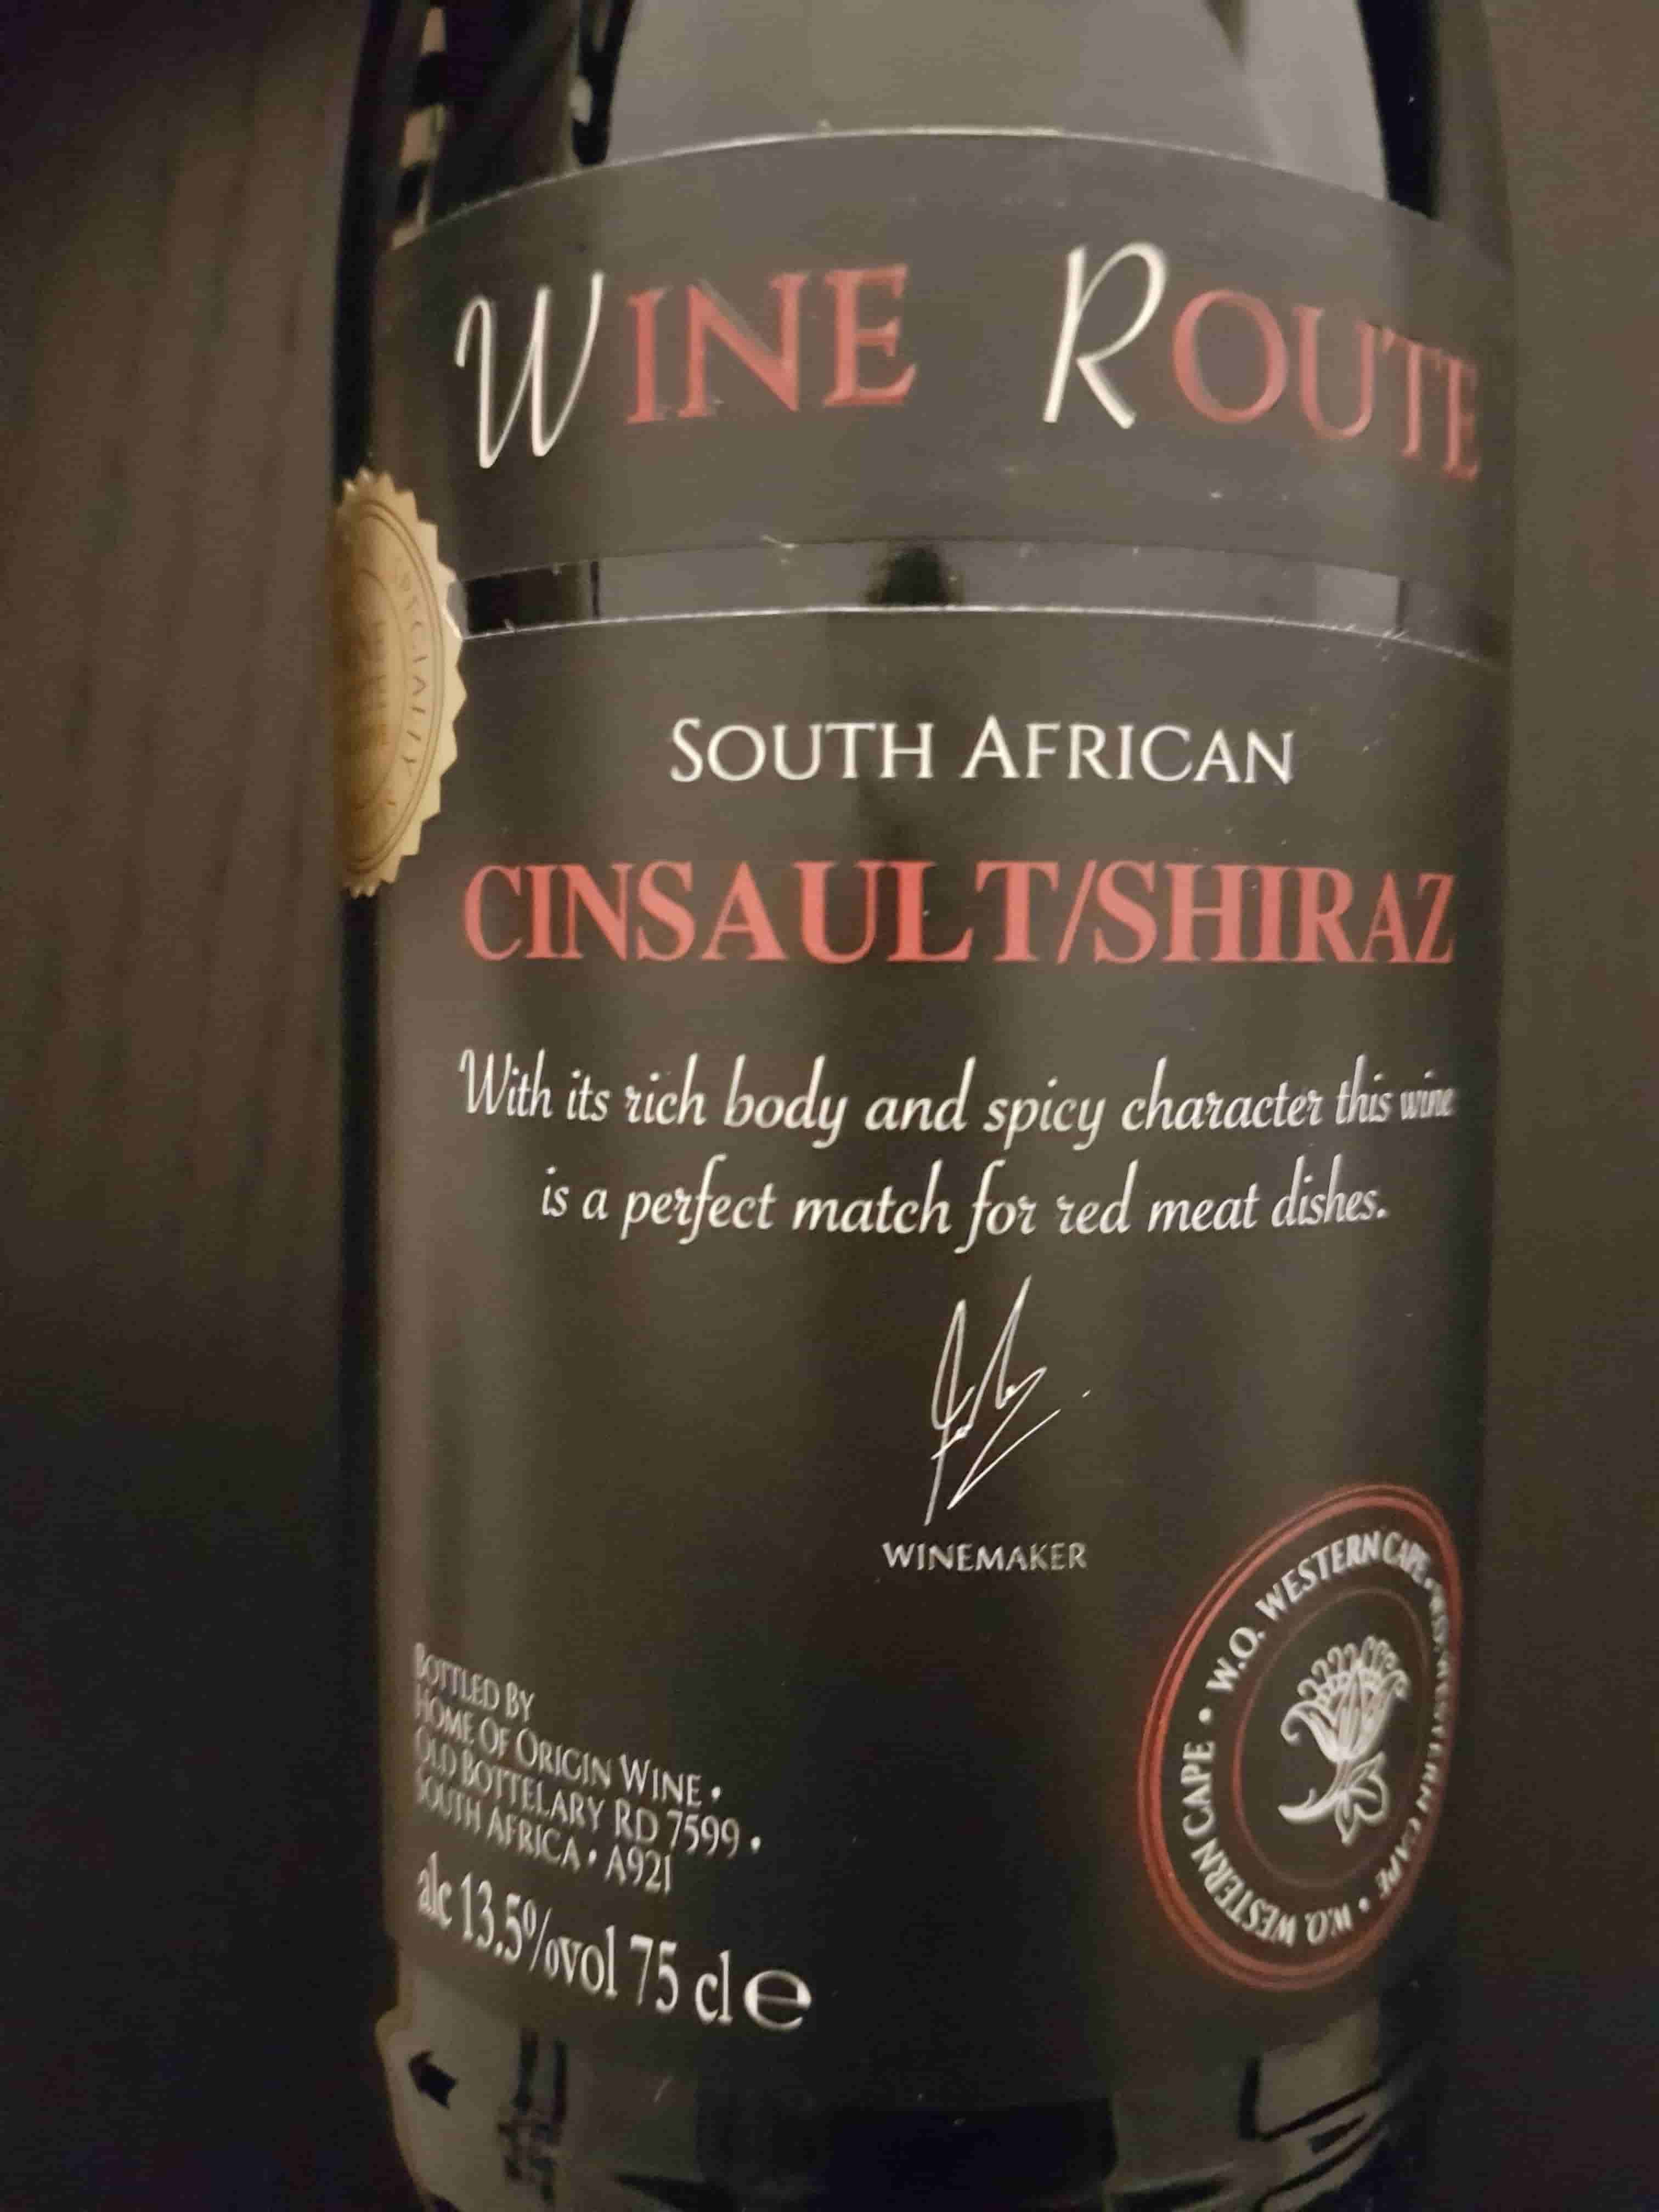 WINE ROUTE
SPECIALITY
SOUTH AFRICAN
CINSAULT/SHIRAZ
With its rich body and spicy character this wine
is a perfect match for red meat dishes.
WINEMAKER
BOTTLED BY
HOME OF ORIGIN WINE •
OLD BOTTELARY RD 7599 •
SOUTH AFRICA • A921
alc 13.5%vol 75 cl e
W.O. WESTERN CAPE • W.O. WESTERN CAPE • W.O. WESTERN CAPE •